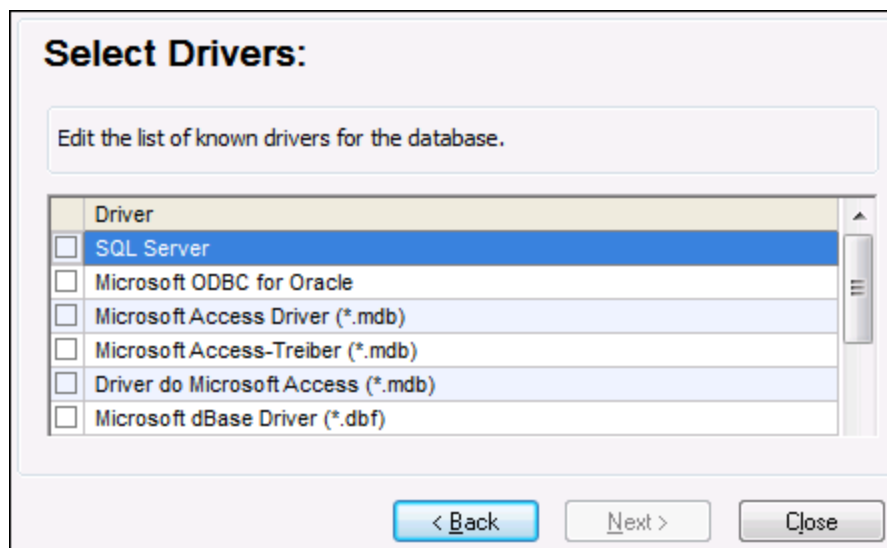 Select Drivers:
Edit the list of known drivers for the database.
Driver
SQL Server
Microsoft ODBC for Oracle
Microsoft Access Driver (*.mdb)
Microsoft Access-Treiber (*.mdb)
Driver do Microsoft Access (*.mdb)
Microsoft dBase Driver (*.dbf)
< Back Next > Close